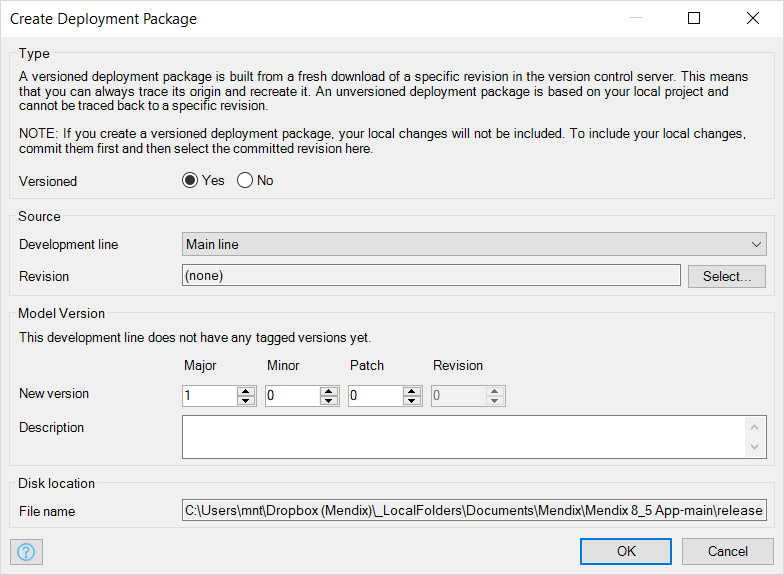 Create Deployment Package
Type
A versioned deployment package is built from a fresh download of a specific revision in the version control server. This means
that you can always trace its origin and recreate it. An unversioned deployment package is based on your local project and
cannot be traced back to a specific revision.
NOTE: If you create a versioned deployment package, your local changes will not be included. To include your local changes,
commit them first and then select the committed revision here.
Versioned Yes No
Source
Development line Main line
Revision (none) Select...
Model Version
This development line does not have any tagged versions yet.
Major Minor Patch Revision
New version 1 0 0 0
Description
Disk location
File name C:\Users\mnt\Dropbox (Mendix)\_LocalFolders\Documents\Mendix\Mendix 8_5 App-main\release
? OK Cancel